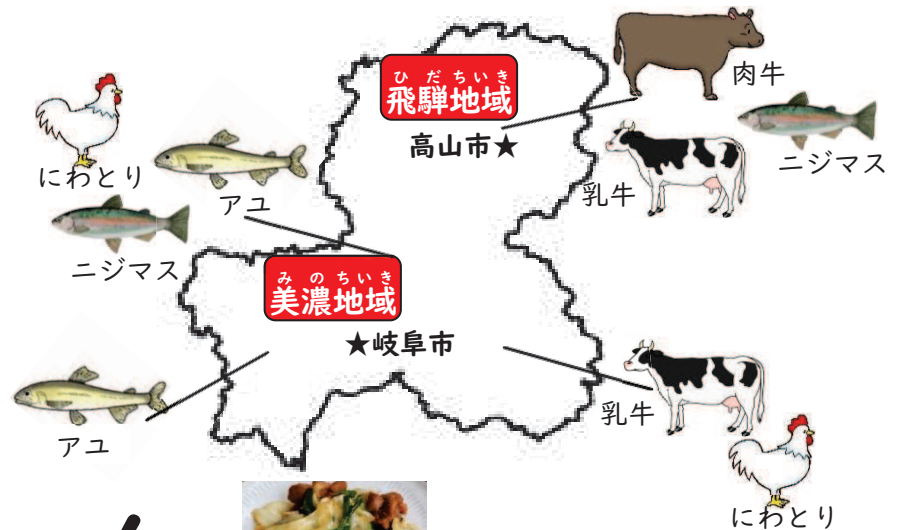 ひだちいき
飛騨地域
高山市★
肉牛
ニジマス
乳牛
にわとり
アユ
ニジマス
みのちいき
美濃地域
★岐阜市
アユ
乳牛
にわとり